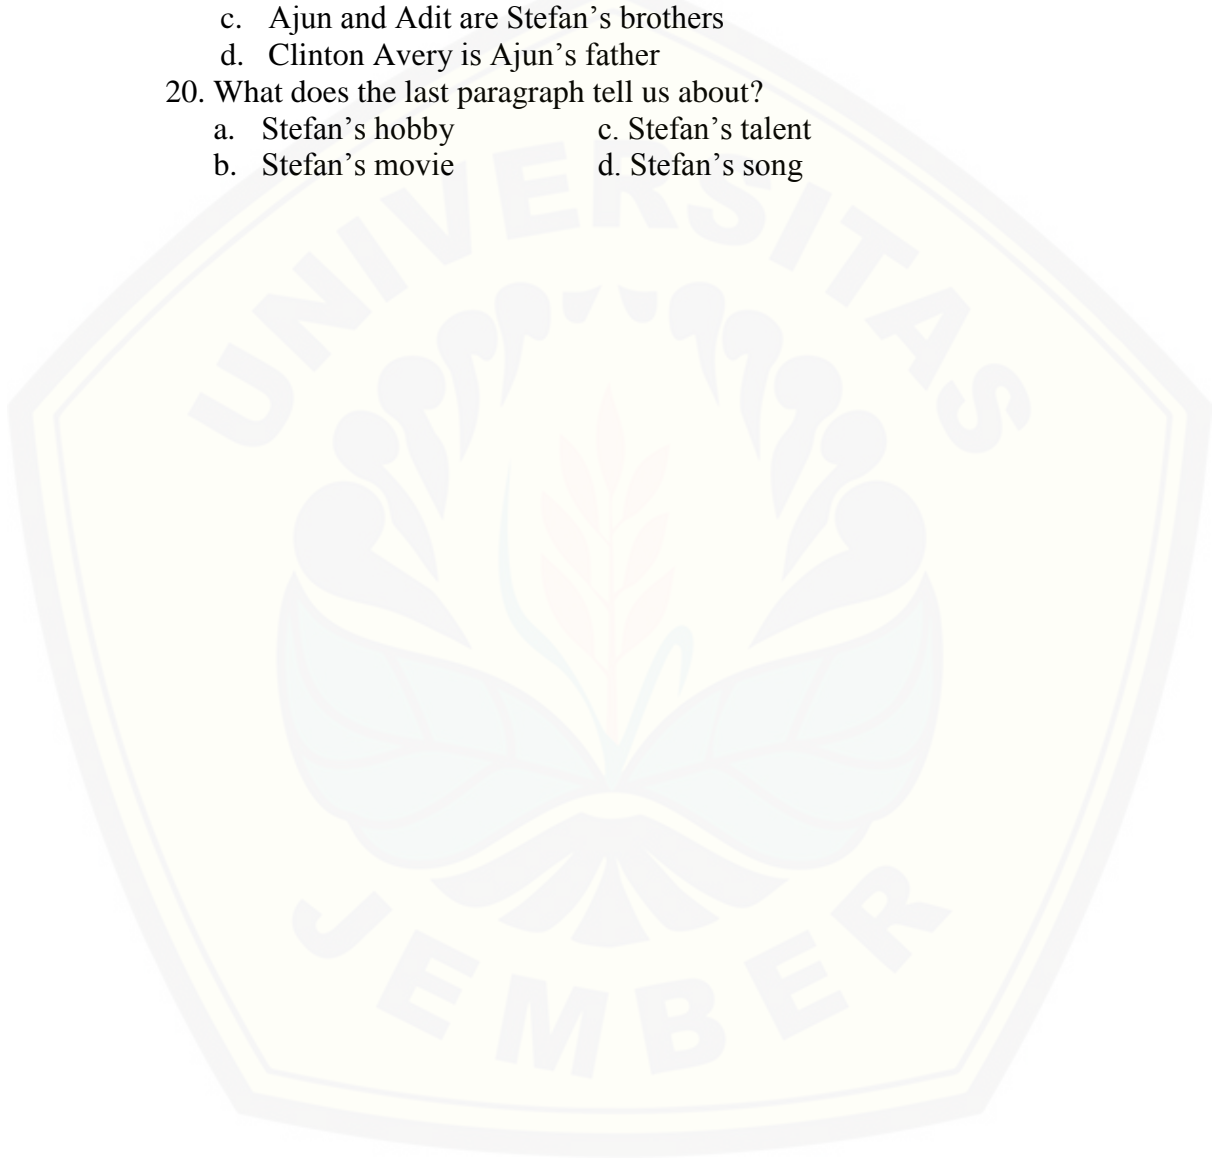 c. Ajun and Adit are Stefan’s brothers
d. Clinton Avery is Ajun’s father
20. What does the last paragraph tell us about?
a. Stefan’s hobby c. Stefan’s talent
b. Stefan’s movie d. Stefan’s song
UNIVERSITAS
JEMBER